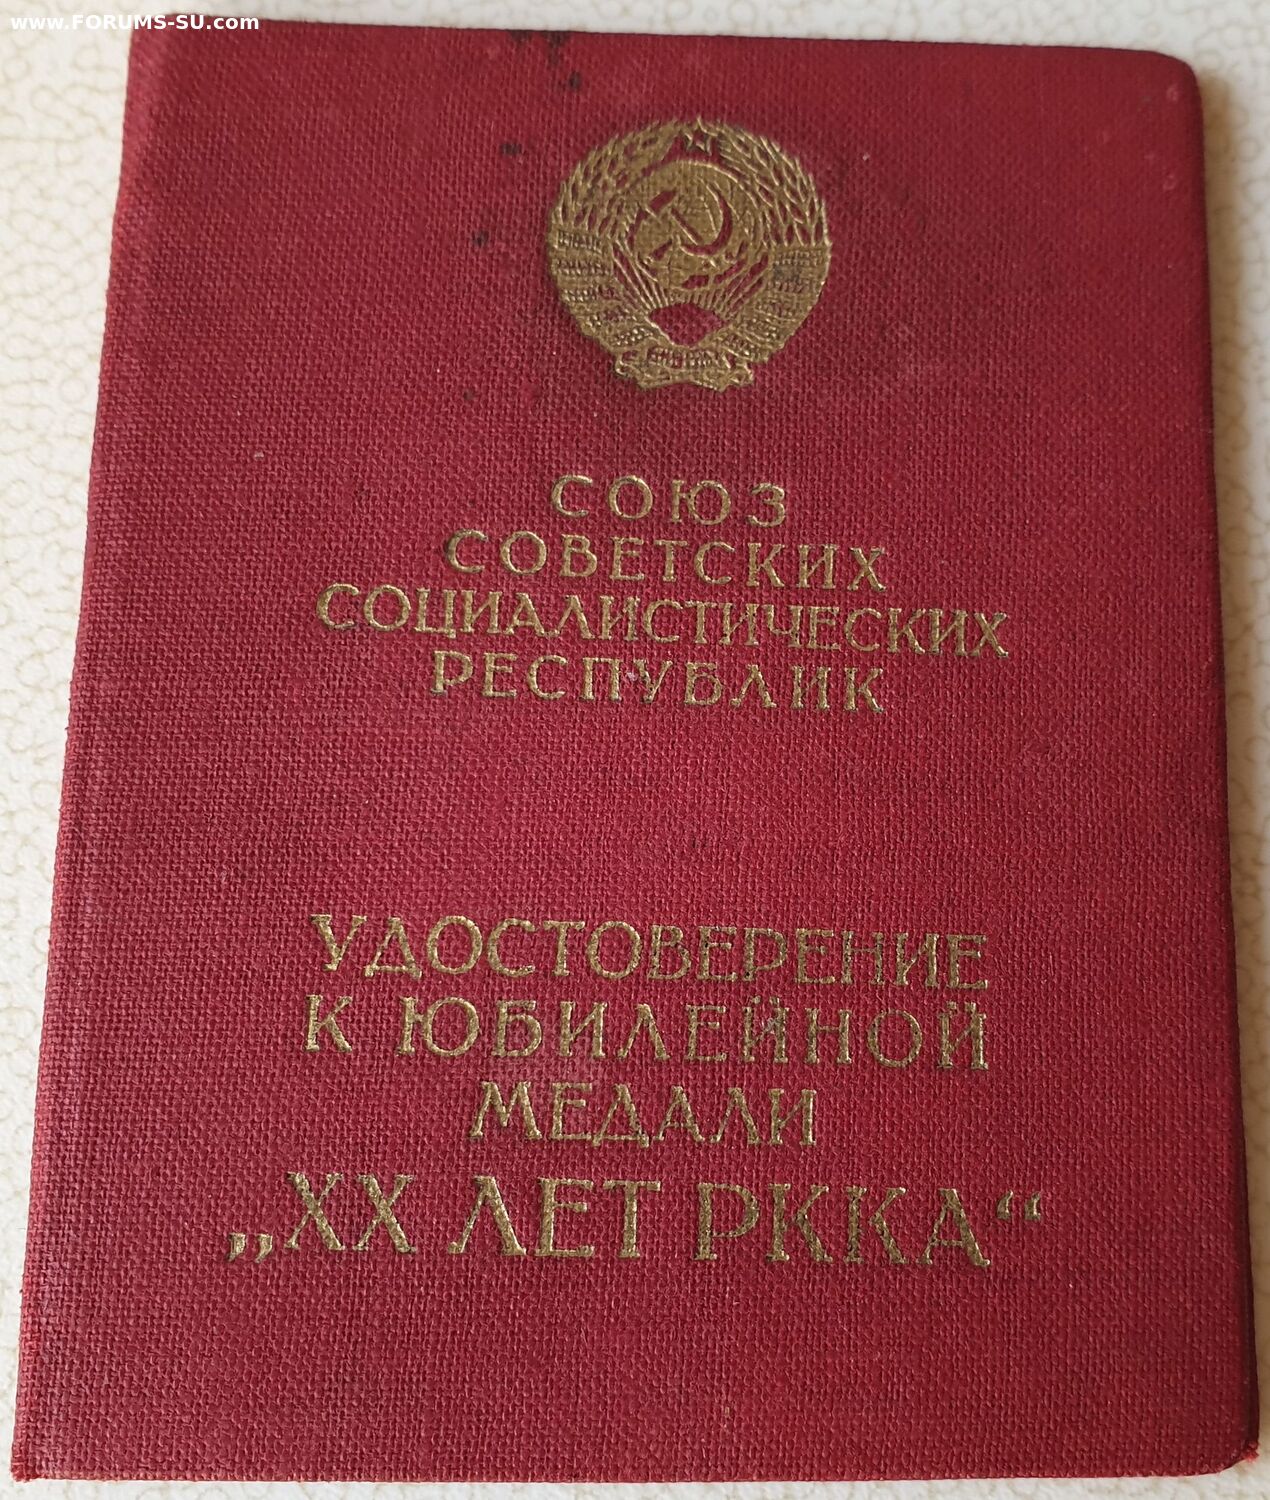 www.FORUMS-SU.com
СОЮЗ
СОВЕТСКИХ
СОЦИАЛИСТИЧЕСКИХ
РЕСПУБЛИК
УДОСТОВЕРЕНИЕ
К ЮБИЛЕЙНОЙ
МЕДАЛИ
„XX ЛЕТ РККА“